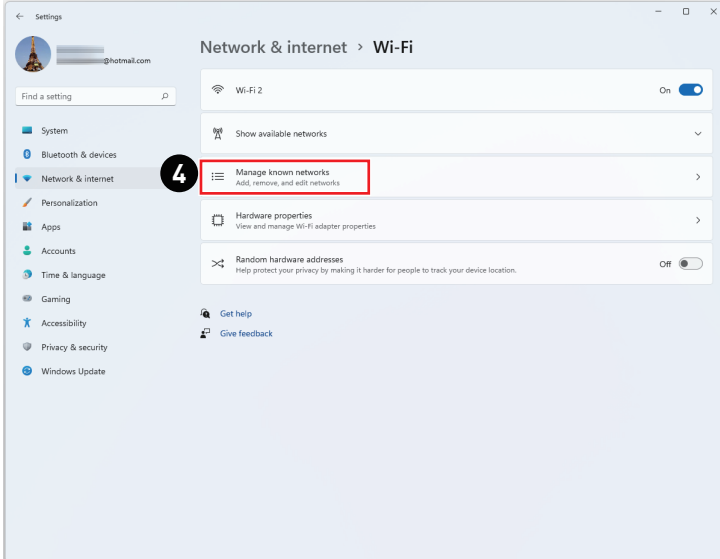 Settings
@hotmail.com
Find a setting
System
Bluetooth & devices
Network & internet
Personalization
Apps
Accounts
Time & language
Gaming
Accessibility
Privacy & security
Windows Update
Network & internet > Wi-Fi
Wi-Fi 2
On
Show available networks
4
Manage known networks
Add, remove, and edit networks
Hardware properties
View and manage Wi-Fi adapter properties
Random hardware addresses
Help protect your privacy by making it harder for people to track your device location.
Off
Get help
Give feedback